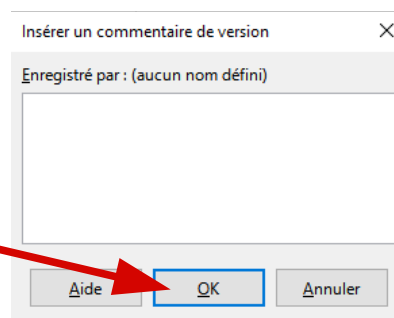 Insérer un commentaire de version
Enregistré par : (aucun nom défini)
Aide OK Annuler